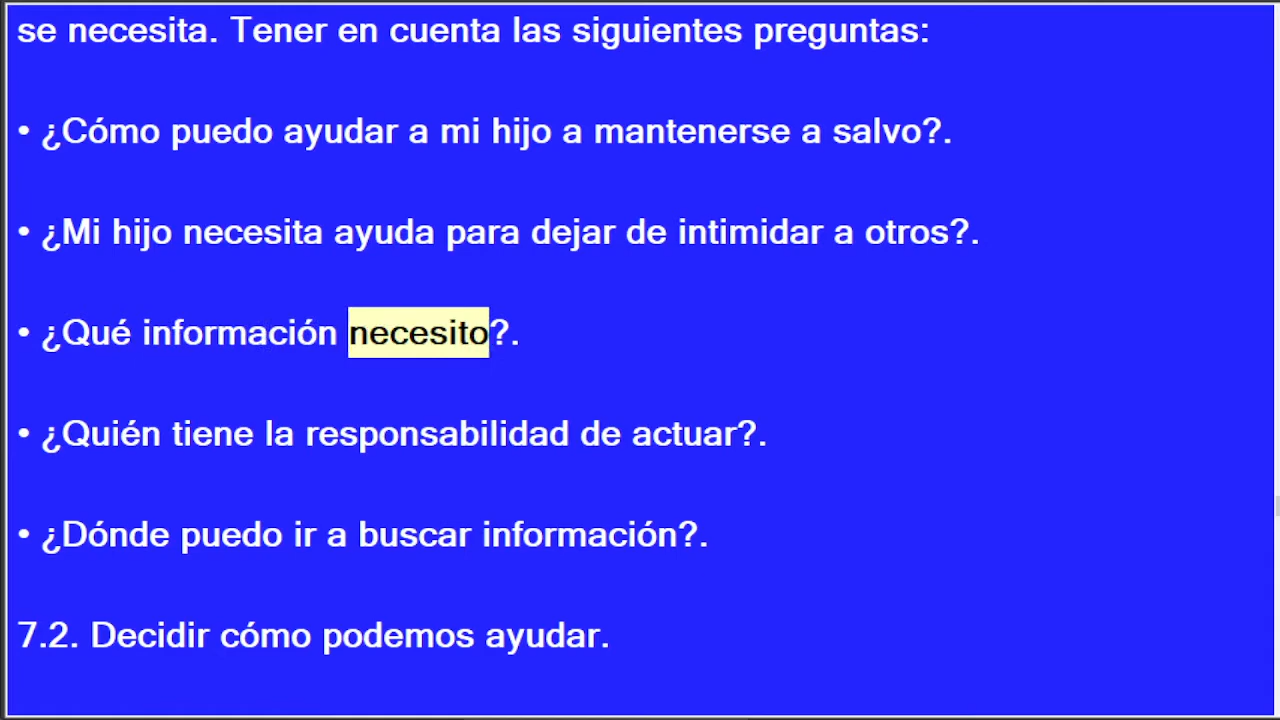 se necesita. Tener en cuenta las siguientes preguntas:
• ¿Cómo puedo ayudar a mi hijo a mantenerse a salvo?.
• ¿Mi hijo necesita ayuda para dejar de intimidar a otros?.
• ¿Qué información necesito?.
• ¿Quién tiene la responsabilidad de actuar?.
• ¿Dónde puedo ir a buscar información?.
7.2. Decidir cómo podemos ayudar.